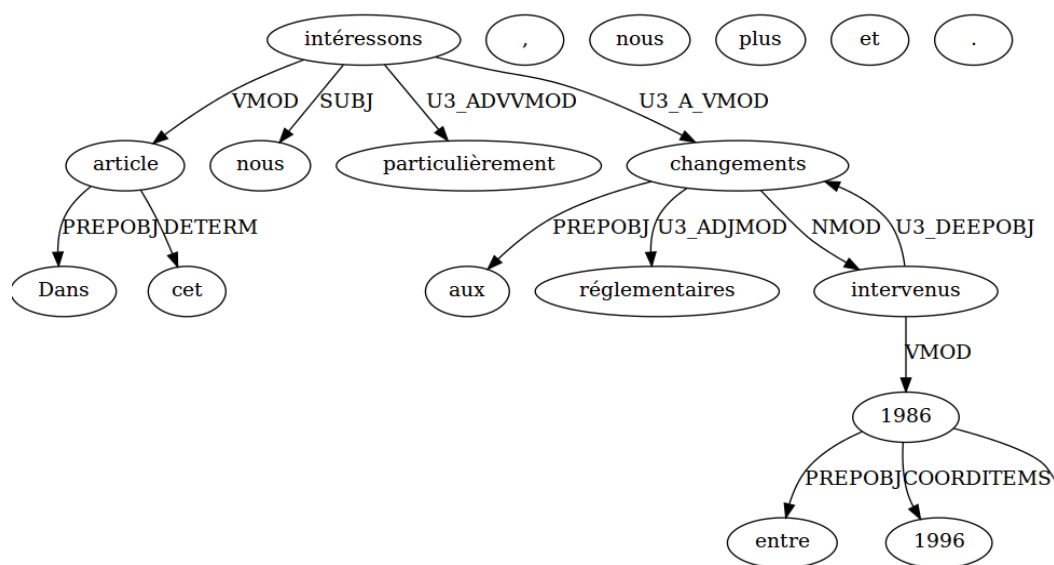 intéressons , nous plus et .
VMOD SUBJ U3_ADVVMOD U3_A_VMOD
article nous particulièrement changements
PREPOBJ DETERM PREPOBJ U3_ADJMOD NMOD U3_DEEPOBJ
Dans cet aux réglementaires intervenus
VMOD
1986
PREPOBJ COORDITEMS
entre 1996